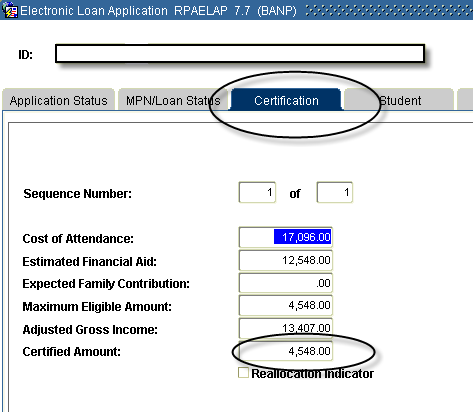 Electronic Loan Application RPAELAP 7.7 (BANP)
ID:
Application Status MPN/Loan Status Certification Student
Sequence Number: 1 of 1
Cost of Attendance: 17,096.00
Estimated Financial Aid: 12,548.00
Expected Family Contribution: .00
Maximum Eligible Amount: 4,548.00
Adjusted Gross Income: 13,407.00
Certified Amount: 4,548.00
Reallocation Indicator